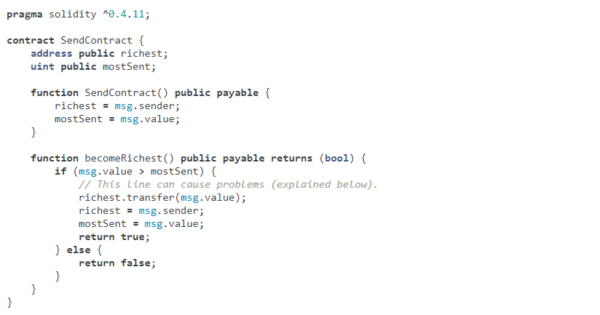 pragma solidity ^0.4.11;

contract SendContract {
    address public richest;
    uint public mostSent;

    function SendContract() public payable {
        richest = msg.sender;
        mostSent = msg.value;
    }

    function becomeRichest() public payable returns (bool) {
        if (msg.value > mostSent) {
            // This line can cause problems (explained below).
            richest.transfer(msg.value);
            richest = msg.sender;
            mostSent = msg.value;
            return true;
        } else {
            return false;
        }
    }
}